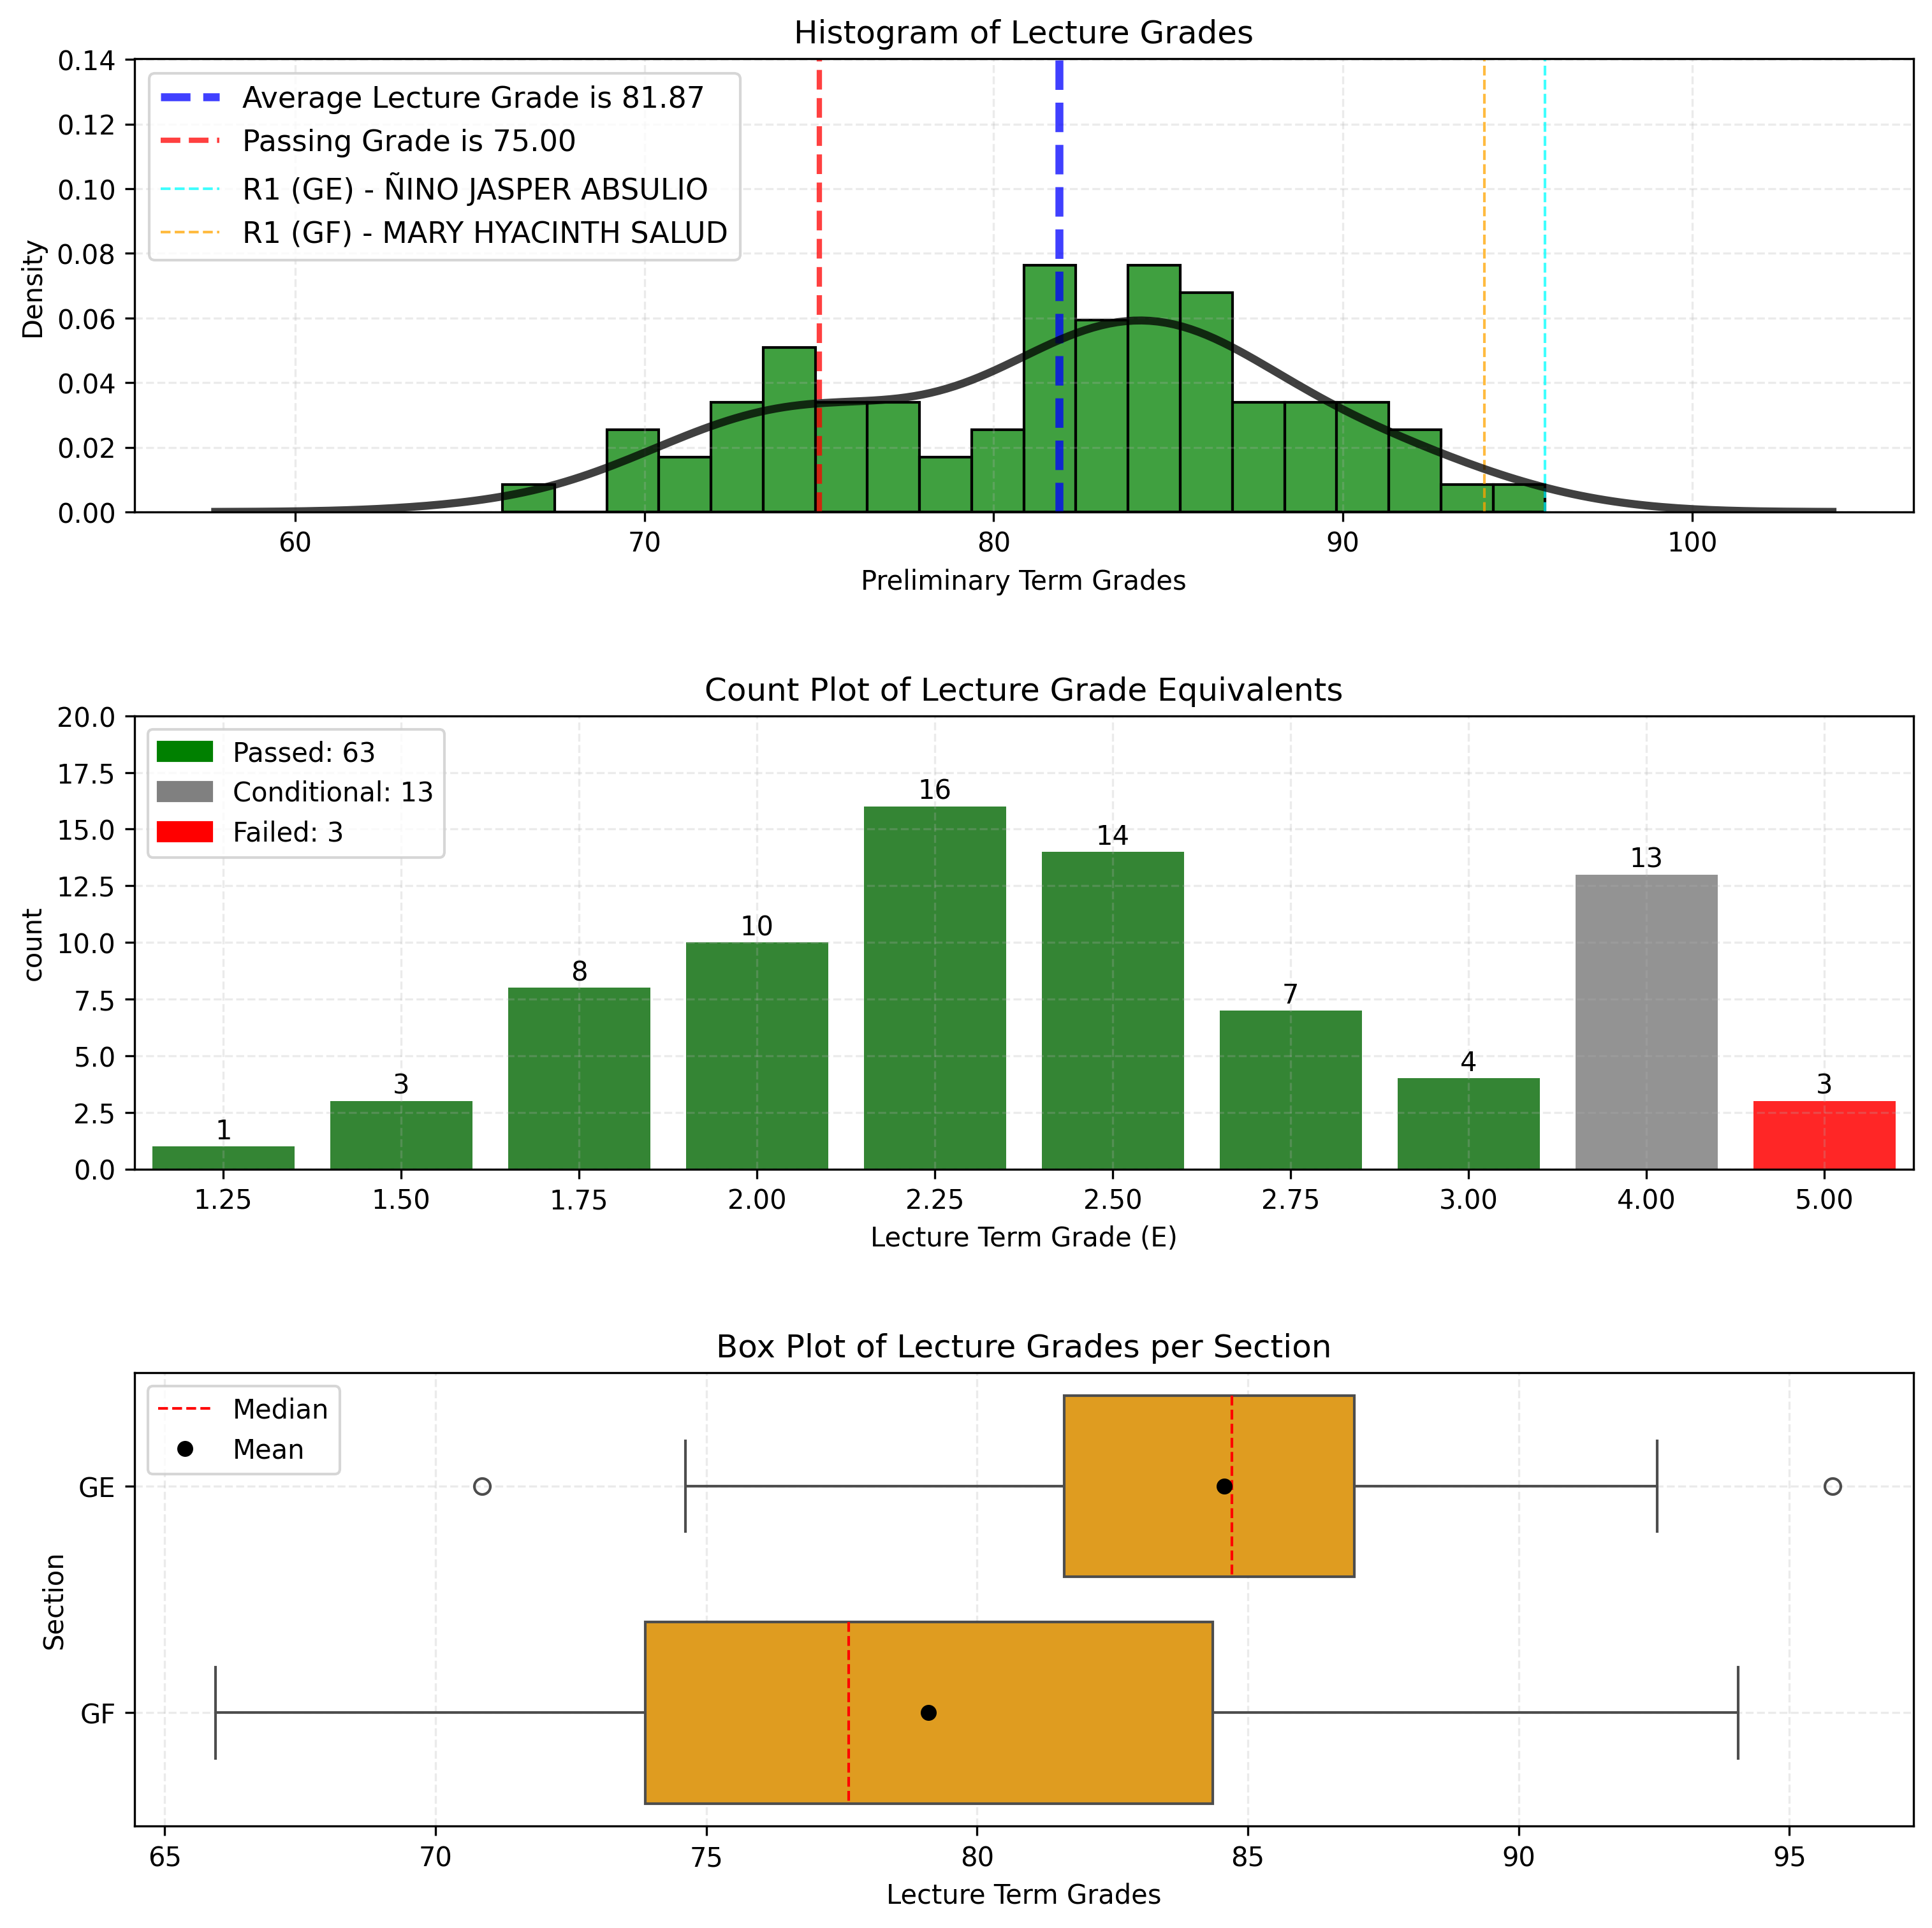 Histogram of Lecture Grades
0.14
0.12
0.10
0.08
0.06
0.04
0.02
0.00
Density
Average Lecture Grade is 81.87
Passing Grade is 75.00
R1 (GE) - ÑINO JASPER ABSULIO
R1 (GF) - MARY HYACINTH SALUD
60 70 80 90 100
Preliminary Term Grades
Count Plot of Lecture Grade Equivalents
20.0
17.5
15.0
12.5
10.0
7.5
5.0
2.5
0.0
count
Passed: 63
Conditional: 13
Failed: 3
1 3 8 10 16 14 7 4 13 3
1.25 1.50 1.75 2.00 2.25 2.50 2.75 3.00 4.00 5.00
Lecture Term Grade (E)
Box Plot of Lecture Grades per Section
Median
Mean
GE
GF
Section
65 70 75 80 85 90 95
Lecture Term Grades